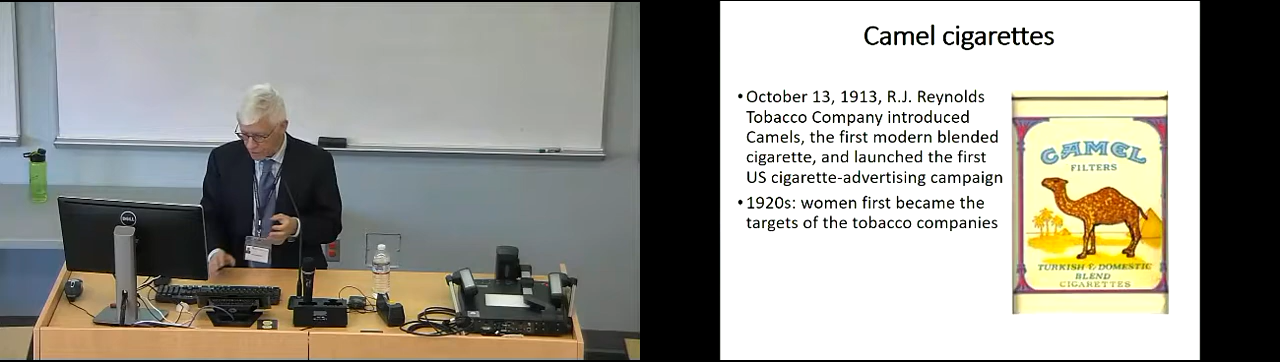 DELL
Camel cigarettes
•October 13, 1913, R.J. Reynolds
Tobacco Company introduced
Camels, the first modern blended
cigarette, and launched the first
US cigarette-advertising campaign
•1920s: women first became the
targets of the tobacco companies
CAMEL
FILTERS
TURKISH & DOMESTIC
BLEND
CIGARETTES